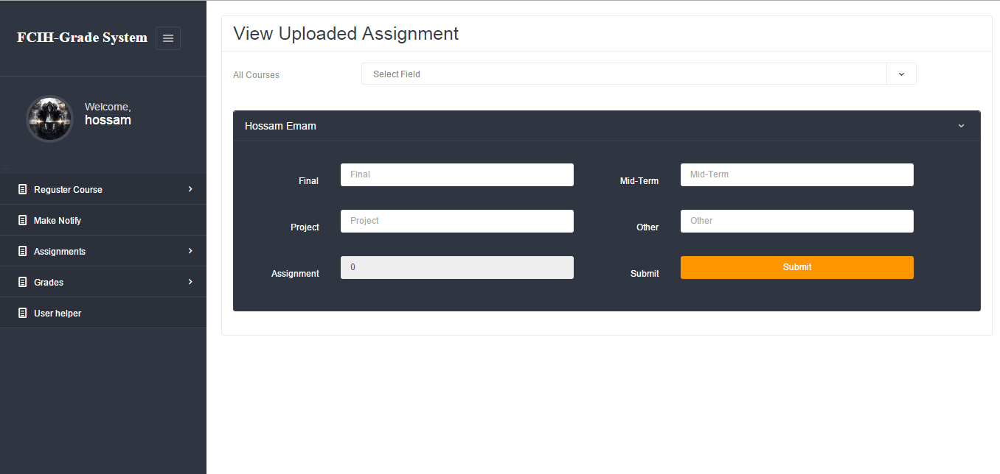 FCIH-Grade System
Welcome,
hossam
Reguster Course
Make Notify
Assignments
Grades
User helper
View Uploaded Assignment
All Courses
Select Field
Hossam Emam
Final
Final
Mid-Term
Mid-Term
Project
Project
Other
Other
Assignment
0
Submit
Submit